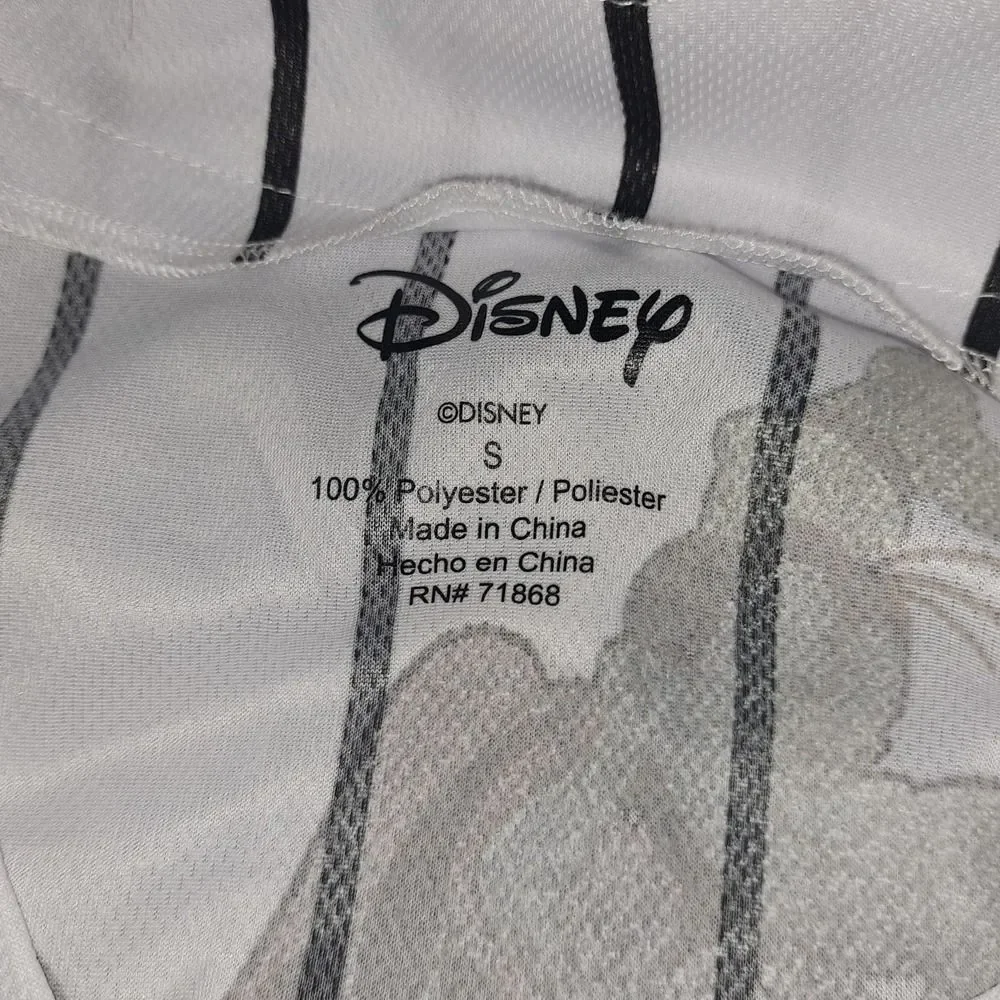 Disney
©DISNEY
S
100% Polyester / Poliester
Made in China
Hecho en China
RN# 71868